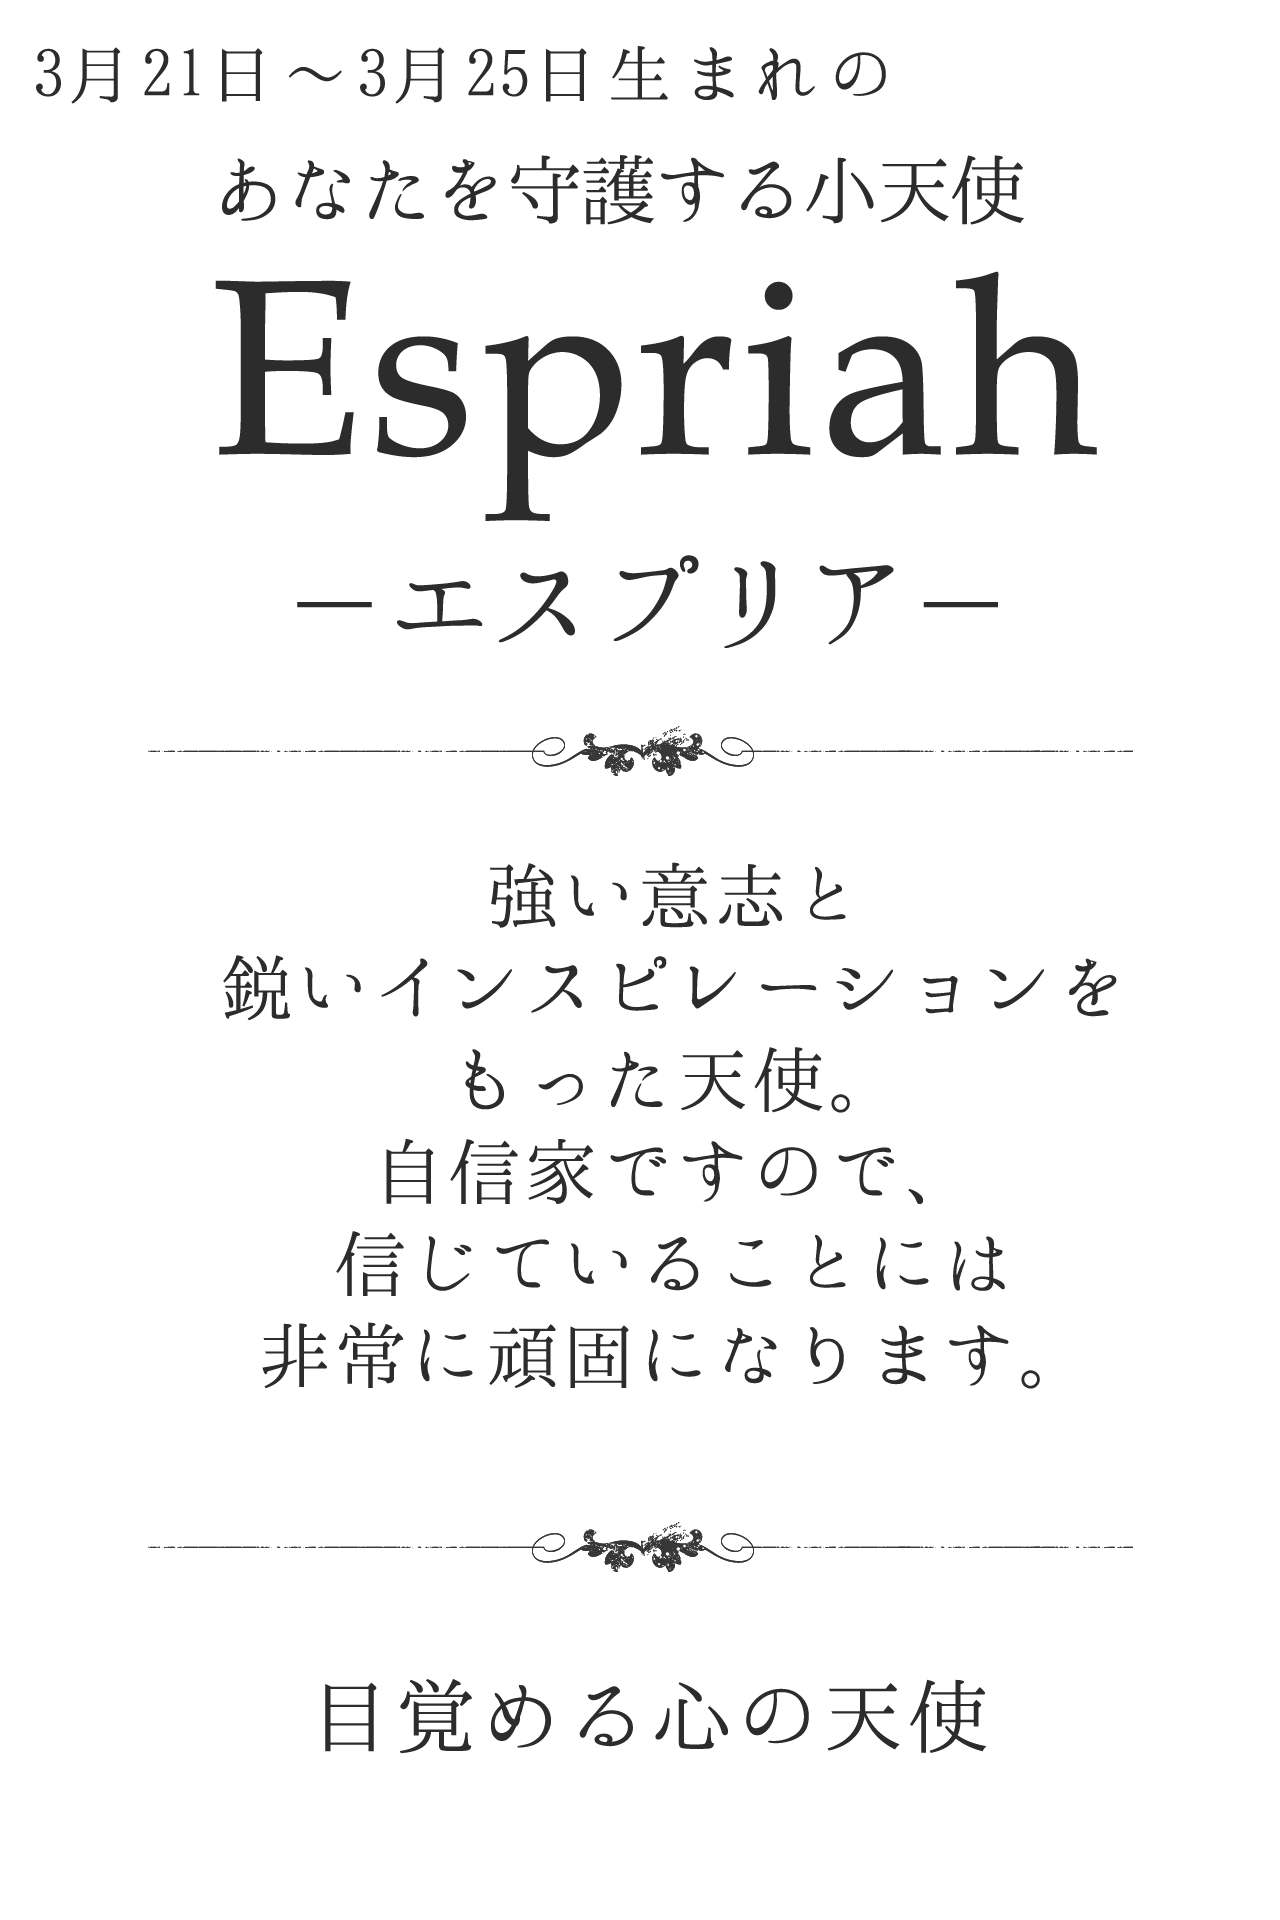 3月21日～3月25日生まれの
あなたを守護する小天使
Espriah
―エスプリア―
強い意志と
鋭いインスピレーションを
もった天使。
自信家ですので、
信じていることには
非常に頑固になります。
目覚める心の天使